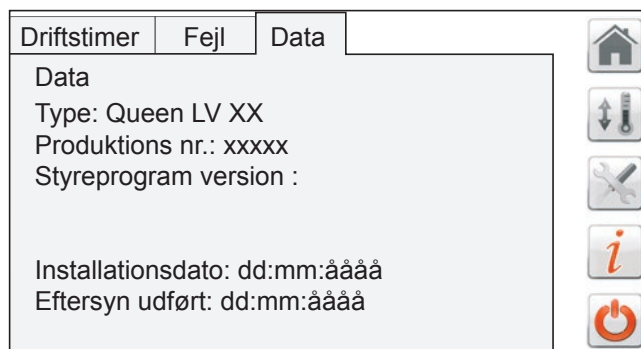 Driftstimer Fejl Data
Data
Type: Queen LV XX
Produktions nr.: xxxxx
Styreprogram version :
Installationsdato: dd:mm:åååå
Eftersyn udført: dd:mm:åååå
i